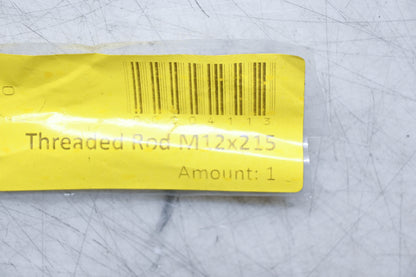 Threaded Rod M12x215
Amount: 1